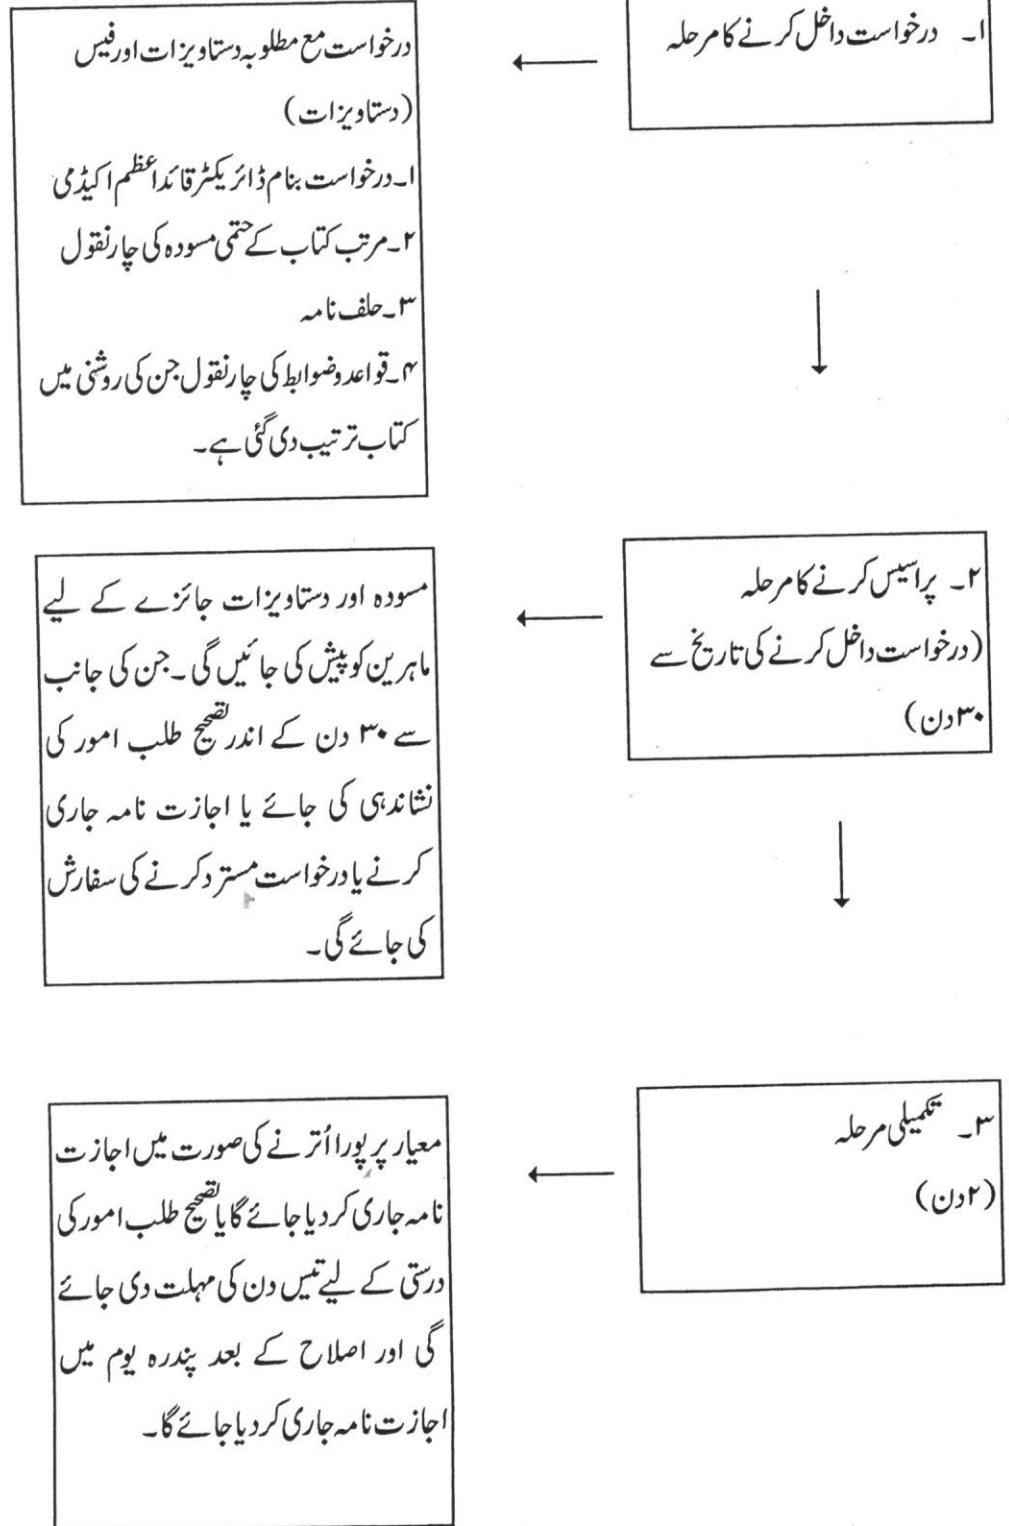 ۱۔ درخواست داخل کرنے کا مرحلہ
درخواست مع مطلوبہ دستاویزات اور فیس
(دستاویزات)
۱۔درخواست بنام ڈائریکٹر قائداعظم اکیڈمی
۲۔مرتب کتاب کے حتمی مسودہ کی چار نقول
۳۔حلف نامہ
۴۔قواعد وضوابط کی چار نقول جن کی روشنی میں
کتاب ترتیب دی گئی ہے۔
۲۔ پراسیس کرنے کا مرحلہ
(درخواست داخل کرنے کی تاریخ سے
۳۰ دن)
مسودہ اور دستاویزات جائزے کے لیے
ماہرین کو پیش کی جائیں گی۔ جن کی جانب
سے ۳۰ دن کے اندر تصحیح طلب امور کی
نشاندہی کی جائے یا اجازت نامہ جاری
کرنے یا درخواست مسترد کرنے کی سفارش
کی جائے گی۔
۳۔ تکمیلی مرحلہ
(۲ دن)
معیار پر پورا اُترنے کی صورت میں اجازت
نامہ جاری کر دیا جائے گا یا تصحیح طلب امور کی
درستی کے لیے تیس دن کی مہلت دی جائے
گی اور اصلاح کے بعد پندرہ یوم میں
اجازت نامہ جاری کر دیا جائے گا۔